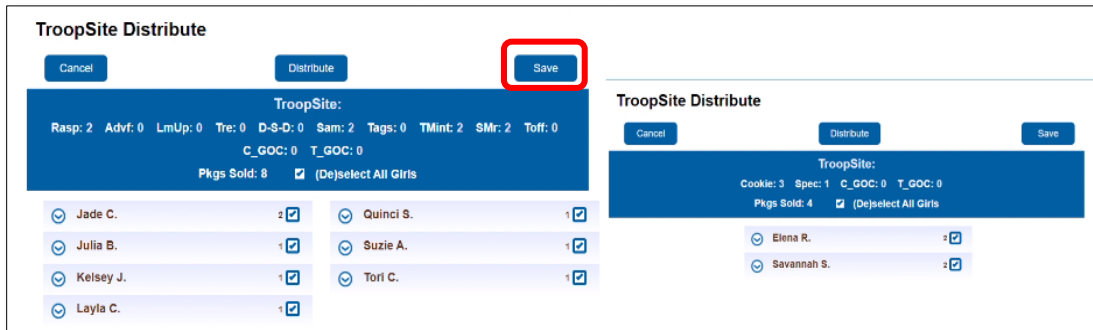 TroopSite Distribute
Cancel Distribute Save
TroopSite:
Rasp: 2 Advf: 0 LmUp: 0 Tre: 0 D-S-D: 0 Sam: 2 Tags: 0 TMint: 2 SMr: 2 Toff: 0
C_GOC: 0 T_GOC: 0
Pkgs Sold: 8 (De)select All Girls
Jade C. 2 Quinci S. 1
Julia B. 1 Suzie A. 1
Kelsey J. 1 Tori C. 1
Layla C. 1
TroopSite Distribute
Cancel Distribute Save
TroopSite:
Cookie: 3 Spec: 1 C_GOC: 0 T_GOC: 0
Pkgs Sold: 4 (De)select All Girls
Elena R. 2
Savannah S. 2